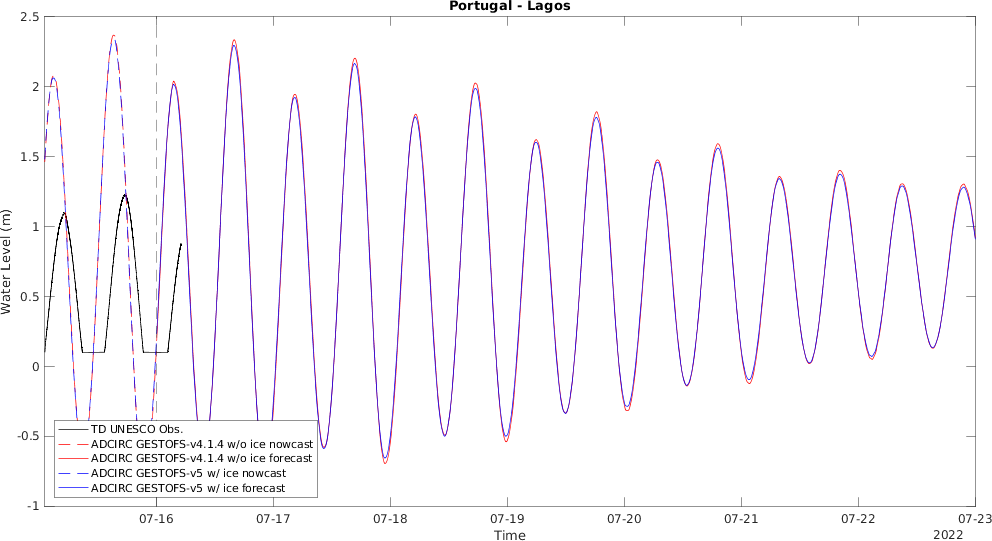 Portugal - Lagos
2.5
2
1.5
1
0.5
0
-0.5
-1
Water Level (m)
TD UNESCO Obs.
ADCIRC GESTOFS-v4.1.4 w/o ice nowcast
ADCIRC GESTOFS-v4.1.4 w/o ice forecast
ADCIRC GESTOFS-v5 w/ ice nowcast
ADCIRC GESTOFS-v5 w/ ice forecast
07-16 07-17 07-18 07-19 07-20 07-21 07-22 07-23
Time
2022